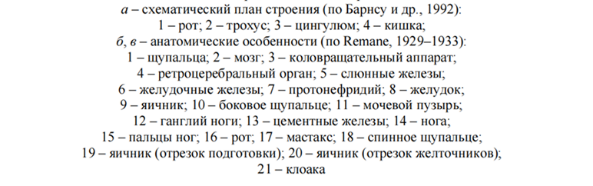 а – схематический план строения (по Барнсу и др., 1992):
1 – рот; 2 – трохус; 3 – цингулюм; 4 – кишка;
б, в – анатомические особенности (по Remane, 1929–1933):
1 – щупальца; 2 – мозг; 3 – коловращательный аппарат;
4 – ретроцеребральный орган; 5 – слюнные железы;
6 – желудочные железы; 7 – протонефридий; 8 – желудок;
9 – яичник; 10 – боковое щупальце; 11 – мочевой пузырь;
12 – ганглий ноги; 13 – цементные железы; 14 – нога;
15 – пальцы ног; 16 – рот; 17 – мастакс; 18 – спинное щупальце;
19 – яичник (отрезок подготовки); 20 – яичник (отрезок желточников);
21 – клоака